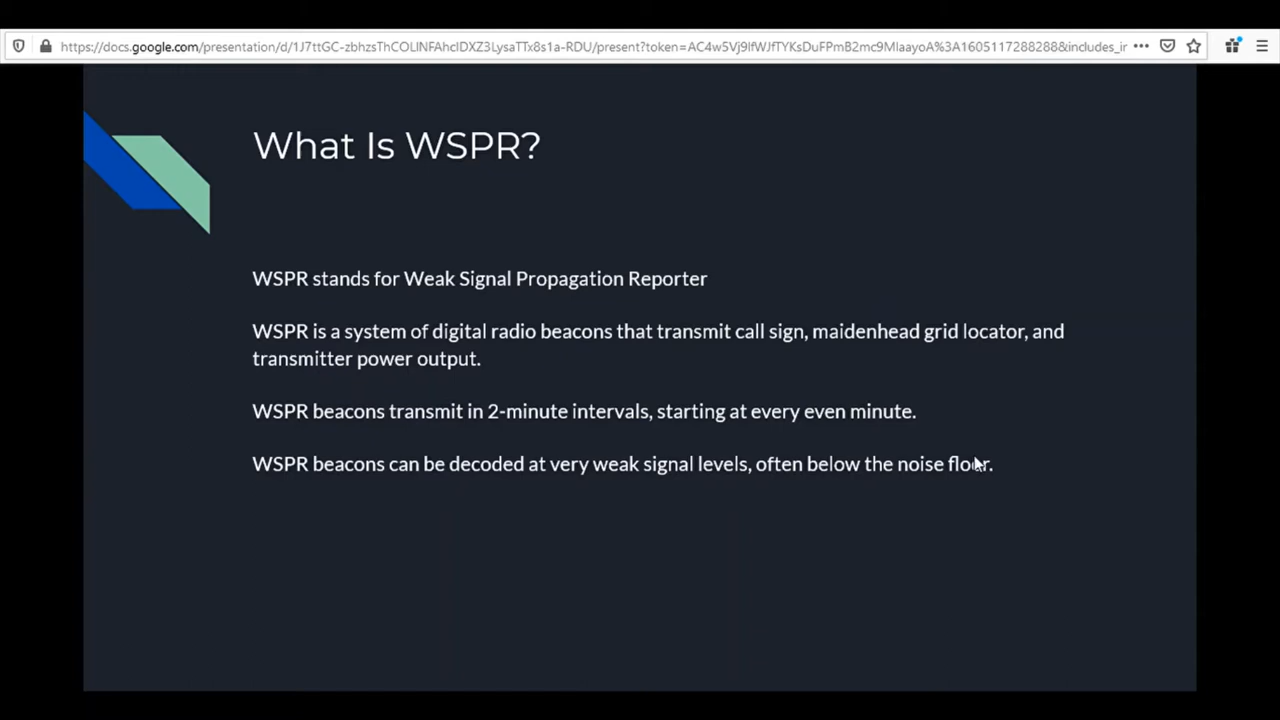 https://docs.google.com/presentation/d/1J7ttGC-zbhzsThCOLINFAhcIDXZ3LysaTTx8s1a-RDU/present?token=AC4w5Vj9lfWJfTYKsDuFPmB2mc9MIaayoA%3A1605117288288&includes_ir
What Is WSPR?
WSPR stands for Weak Signal Propagation Reporter
WSPR is a system of digital radio beacons that transmit call sign, maidenhead grid locator, and
transmitter power output.
WSPR beacons transmit in 2-minute intervals, starting at every even minute.
WSPR beacons can be decoded at very weak signal levels, often below the noise floor.